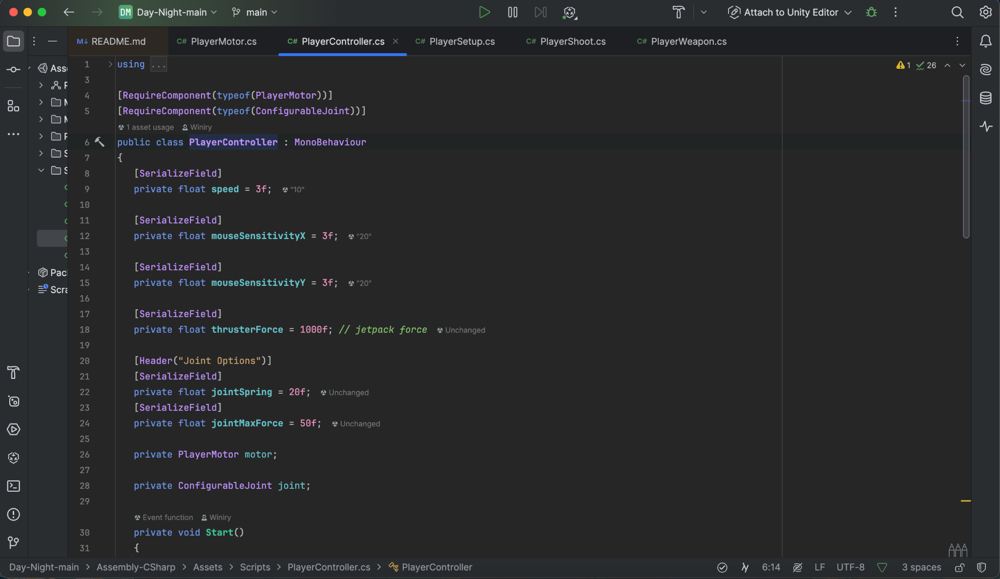 DM Day-Night-main main Attach to Unity Editor
M↓ README.md C# PlayerMotor.cs C# PlayerController.cs C# PlayerSetup.cs C# PlayerShoot.cs C# PlayerWeapon.cs
Pac
Scra
1 26
1 using ...
3
4 [RequireComponent(typeof(PlayerMotor))]
5 [RequireComponent(typeof(ConfigurableJoint))]
1 asset usage Winiry
6 public class PlayerController : MonoBehaviour
7 {
8 [SerializeField]
9 private float speed = 3f; "10"
10
11 [SerializeField]
12 private float mouseSensitivityX = 3f; "20"
13
14 [SerializeField]
15 private float mouseSensitivityY = 3f; "20"
16
17 [SerializeField]
18 private float thrusterForce = 1000f; // jetpack force Unchanged
19
20 [Header("Joint Options")]
21 [SerializeField]
22 private float jointSpring = 20f; Unchanged
23 [SerializeField]
24 private float jointMaxForce = 50f; Unchanged
25
26 private PlayerMotor motor;
27
28 private ConfigurableJoint joint;
29
Event function Winiry
30 private void Start()
31 {
Day-Night-main > Assembly-CSharp > Assets > Scripts > PlayerController.cs > PlayerController 6:14 LF UTF-8 3 spaces